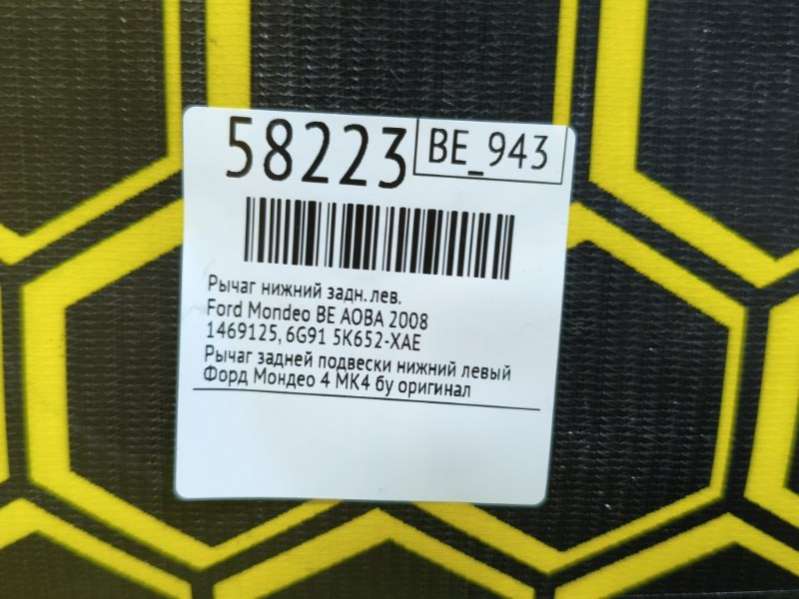 58223
BE_943
Рычаг нижний задн. лев.
Ford Mondeo BE AOBA 2008
1469125, 6G91 5K652-XAE
Рычаг задней подвески нижний левый
Форд Мондео 4 МК4 бу оригинал